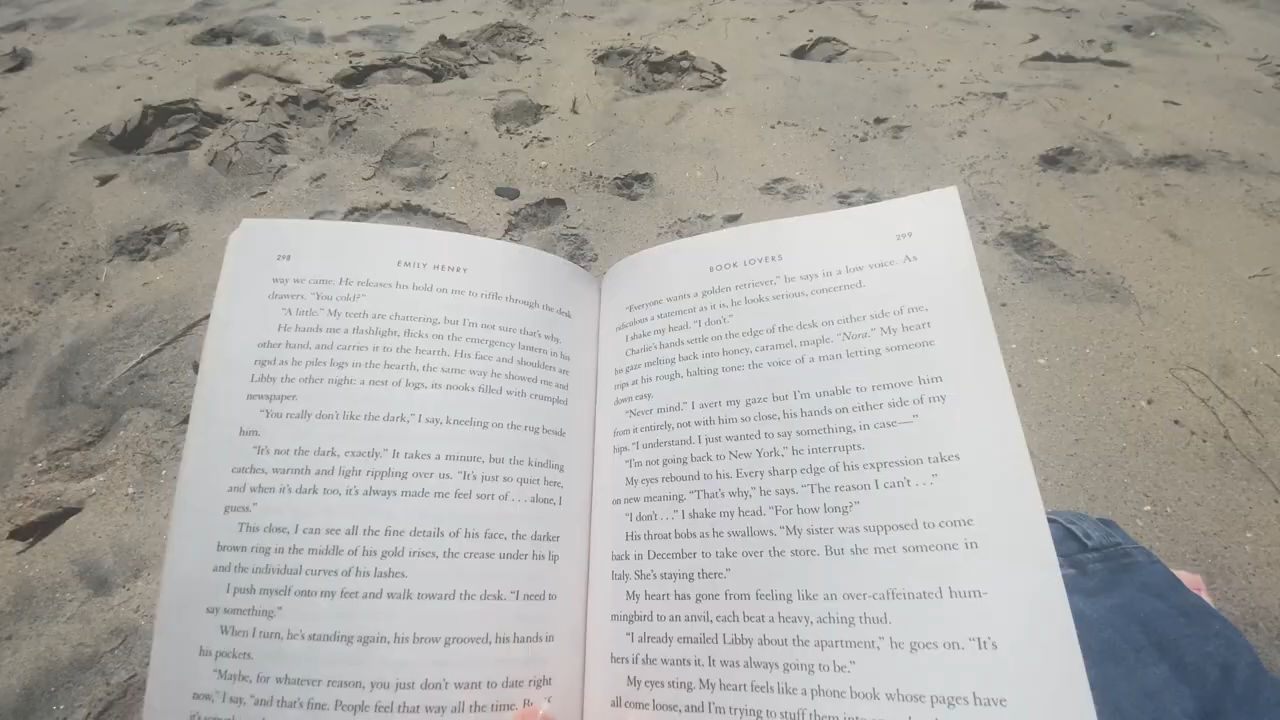 298
EMILY HENRY
way we came. He releases his hold on me to riffle through the desk
drawers. “You cold?”
“A little.” My teeth are chattering, but I’m not sure that’s why.
He hands me a flashlight, flicks on the emergency lantern in his
other hand, and carries it to the hearth. His face and shoulders are
rigid as he piles logs in the hearth, the same way he showed me and
Libby the other night: a nest of logs, its nooks filled with crumpled
newspaper.
“You really don’t like the dark,” I say, kneeling on the rug beside
him.
“It’s not the dark, exactly.” It takes a minute, but the kindling
catches, warmth and light rippling over us. “It’s just so quiet here,
and when it’s dark too, it’s always made me feel sort of . . . alone, I
guess.”
This close, I can see all the fine details of his face, the darker
brown ring in the middle of his gold irises, the crease under his lip
and the individual curves of his lashes.
I push myself onto my feet and walk toward the desk. “I need to
say something.”
When I turn, he’s standing again, his brow grooved, his hands in
his pockets.
“Maybe, for whatever reason, you just don’t want to date right
now,” I say, “and that’s fine. People feel that way all the time.
BOOK LOVERS
299
“Everyone wants a golden retriever,” he says in a low voice. As
ridiculous a statement as it is, he looks serious, concerned.
I shake my head. “I don’t.”
Charlie’s hands settle on the edge of the desk on either side of me,
his gaze melting back into honey, caramel, maple. “Nora.” My heart
trips at his rough, halting tone: the voice of a man letting someone
down easy.
“Never mind.” I avert my gaze but I’m unable to remove him
from it entirely, not with him so close, his hands on either side of my
hips. “I understand. I just wanted to say something, in case—”
“I’m not going back to New York,” he interrupts.
My eyes rebound to his. Every sharp edge of his expression takes
on new meaning. “That’s why,” he says. “The reason I can’t . . .”
“I don’t . . .” I shake my head. “For how long?”
His throat bobs as he swallows. “My sister was supposed to come
back in December to take over the store. But she met someone in
Italy. She’s staying there.”
My heart has gone from feeling like an over-caffeinated hum-
mingbird to an anvil, each beat a heavy, aching thud.
“I already emailed Libby about the apartment,” he goes on. “It’s
hers if she wants it. It was always going to be.”
My eyes sting. My heart feels like a phone book whose pages have
all come loose, and I’m trying to stuff them